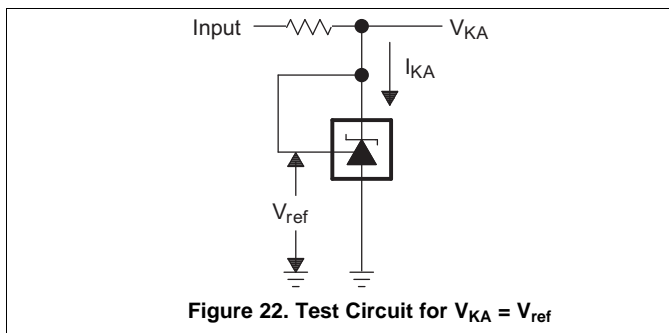 Input
V_KA
I_KA
V_ref
Figure 22. Test Circuit for V_KA = V_ref